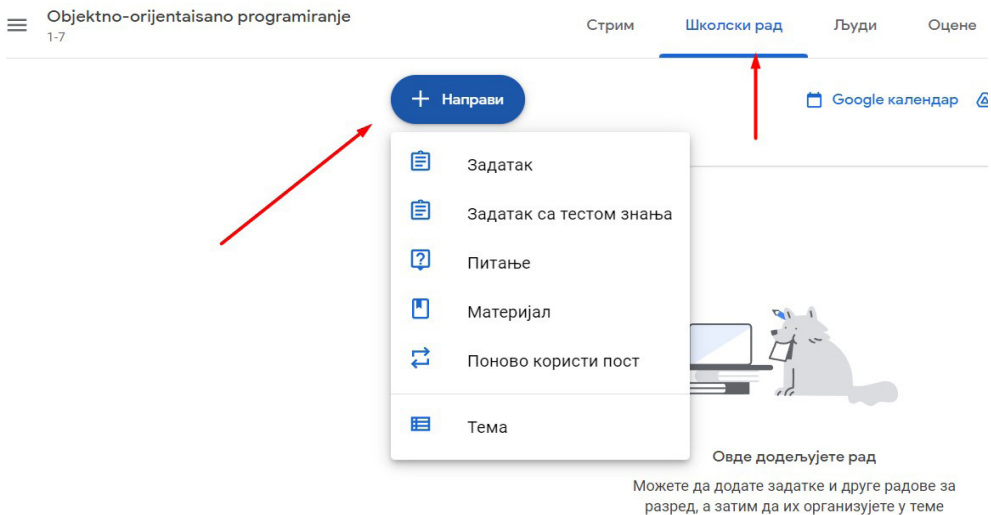 Objektno-orijentaisano programiranje
1-7
Стрим Школски рад Људи Оцене
Направи
Google календар
Задатак
Задатак са тестом знања
Питање
Материјал
Поново користи пост
Тема
Овде додељујете рад
Можете да додате задатке и друге радове за
разред, а затим да их организујете у теме